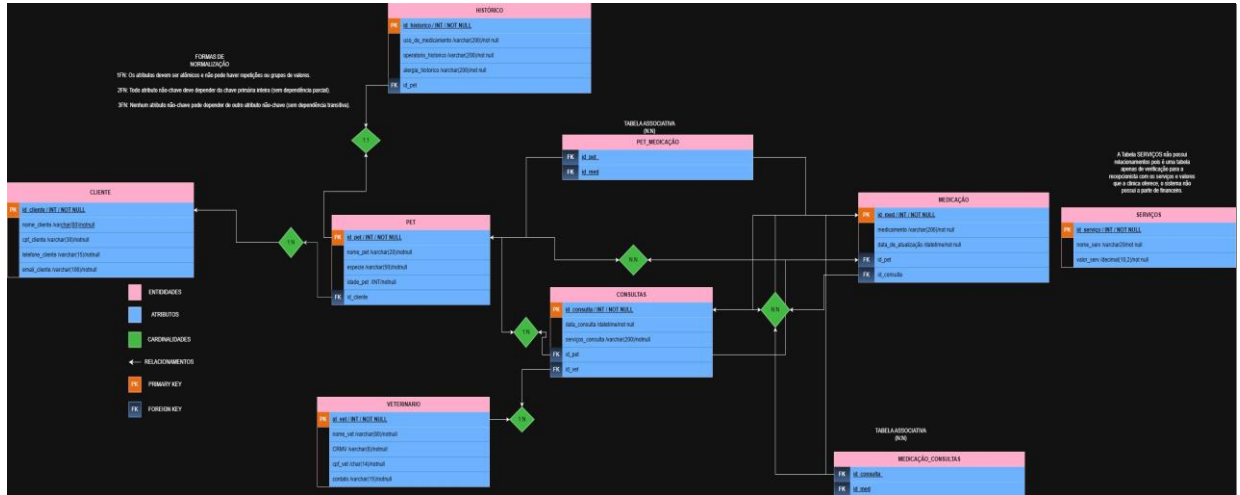 HISTÓRICO
PK id_historico / INT / NOT NULL
uso_de_medicamento /varchar(200)/not null
operatorio_historico /varchar(200)/not null
alergia_historico /varchar(200)/not null
FK id_pet
FORMAS DE
NORMALIZAÇÃO
1FN: Os atributos devem ser atômicos e não pode haver repetições ou grupos de valores.
2FN: Todo atributo não-chave deve depender da chave primária inteira (sem dependência parcial).
3FN: Nenhum atributo não-chave pode depender de outro atributo não-chave (sem dependência transitiva).
1:1
TABELA ASSOCIATIVA
(N:N)
PET_MEDICAÇÃO
FK id_pet_
FK id_med
A Tabela SERVIÇOS não possui
relacionamentos pois é uma tabela
apenas de verificação para a
recepcionista com os serviços e valores
que a clínica oferece, o sistema não
possui a parte de financeiro.
CLIENTE
PK id_cliente / INT / NOT NULL
nome_cliente /varchar(80)/notnull
cpf_cliente /varchar(30)/notnull
telefone_cliente /varchar(15)/notnull
email_cliente /varchar(100)/notnull
1:N
PET
PK id_pet / INT / NOT NULL
nome_pet /varchar(20)/notnull
especie /varchar(50)/notnull
idade_pet /INT/notnull
FK id_cliente
N:N
MEDICAÇÃO
PK id_med / INT / NOT NULL
medicamento /varchar(200)/not null
data_de_atualização /datetime/not null
FK id_pet
FK id_consulta
SERVIÇOS
PK id_serviço / INT / NOT NULL
nome_serv /varchar(20)/not null
valor_serv /decimal(10,2)/not null
CONSULTAS
PK id_consulta / INT / NOT NULL
data_consulta /datetime/not null
serviços_consulta /varchar(200)/notnull
FK id_pet
FK id_vet
1:N
N:N
ENTIDADES
ATRIBUTOS
CARDINALIDADES
RELACIONAMENTOS
PK PRIMARY KEY
FK FOREIGN KEY
VETERINARIO
PK id_vet / INT / NOT NULL
nome_vet /varchar(80)/notnull
CRMV /varchar(6)/notnull
cpf_vet /char(14)/notnull
contato /varchar(15)/notnull
1:N
TABELA ASSOCIATIVA
(N:N)
MEDICAÇÃO_CONSULTAS
FK id_consulta_
FK id_med